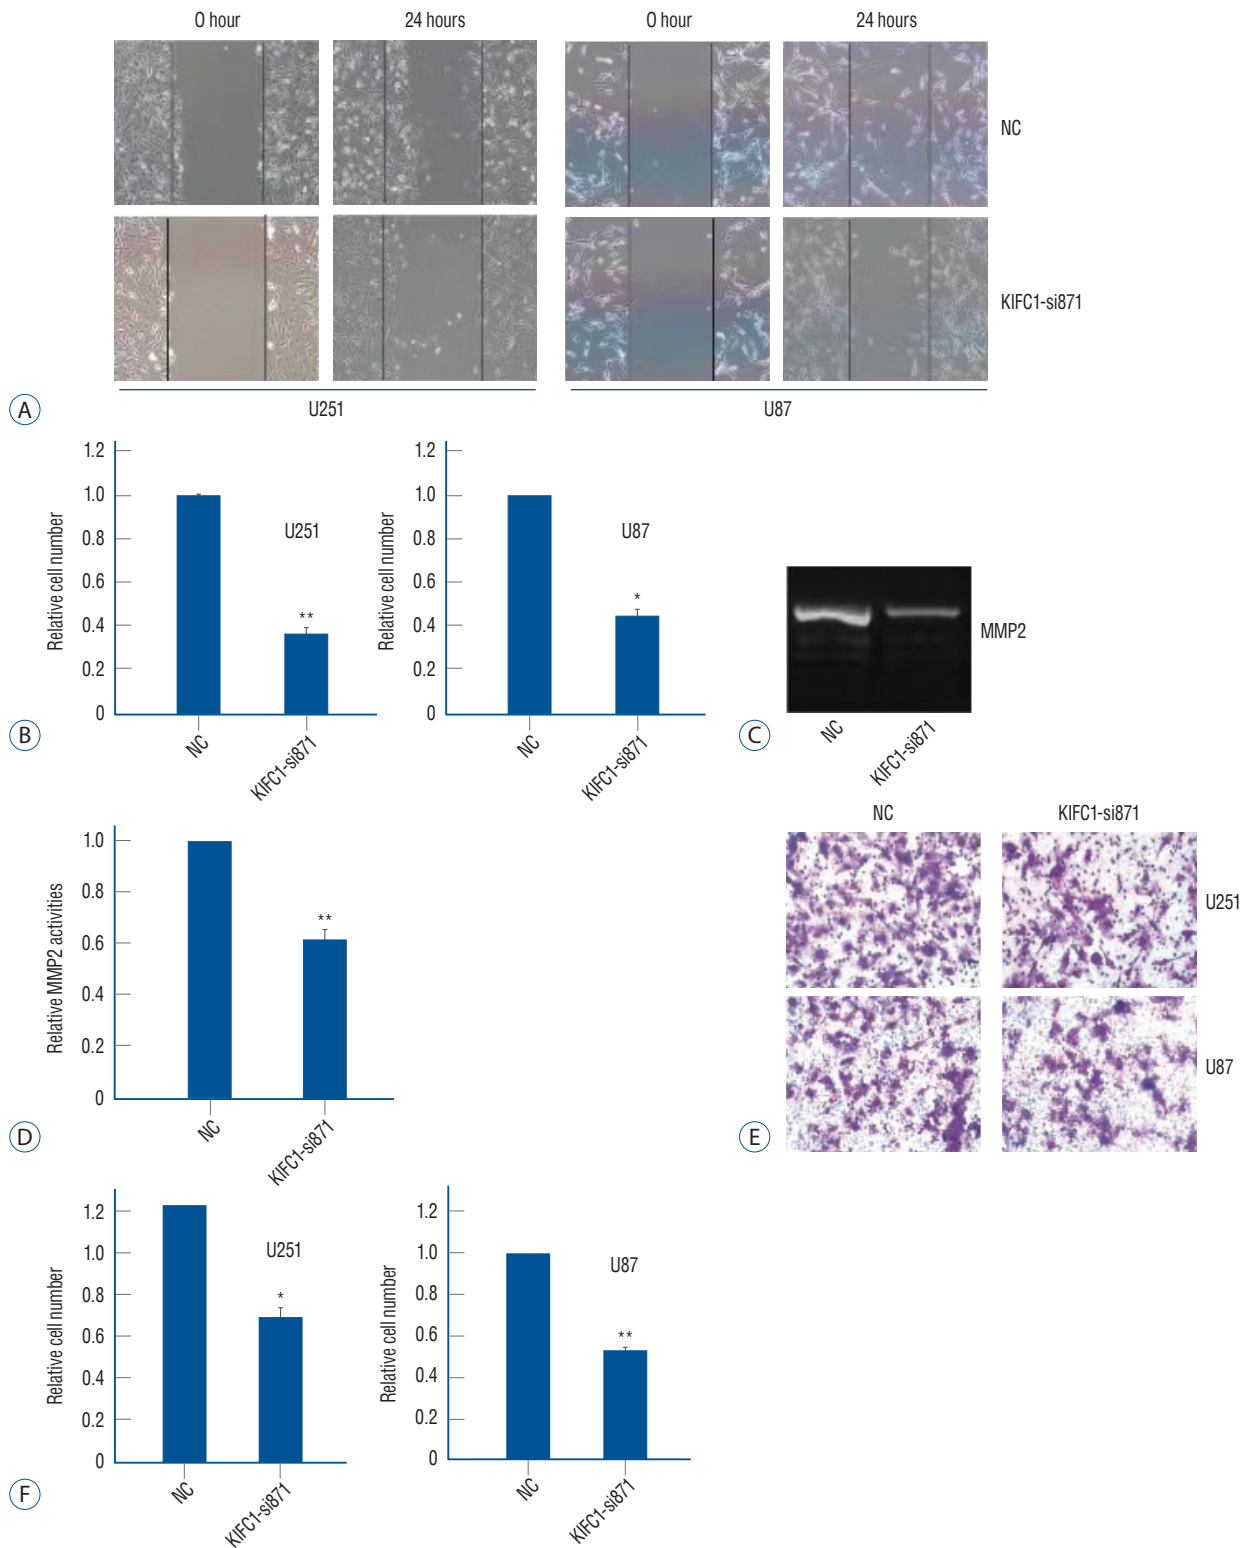 0 hour 24 hours 0 hour 24 hours
NC
KIFC1-si871
U251 U87
A
1.2
1.0
0.8
0.6
0.4
0.2
0
Relative cell number
U251
**
NC
KIFC1-si871
1.2
1.0
0.8
0.6
0.4
0.2
0
Relative cell number
U87
*
NC
KIFC1-si871
B
MMP2
NC
KIFC1-si871
C
1.0
0.8
0.6
0.4
0.2
0
Relative MMP2 activities
**
NC
KIFC1-si871
D
NC KIFC1-si871
U251
U87
E
1.2
1.0
0.8
0.6
0.4
0.2
0
Relative cell number
U251
*
NC
KIFC1-si871
1.2
1.0
0.8
0.6
0.4
0.2
0
Relative cell number
U87
**
NC
KIFC1-si871
F